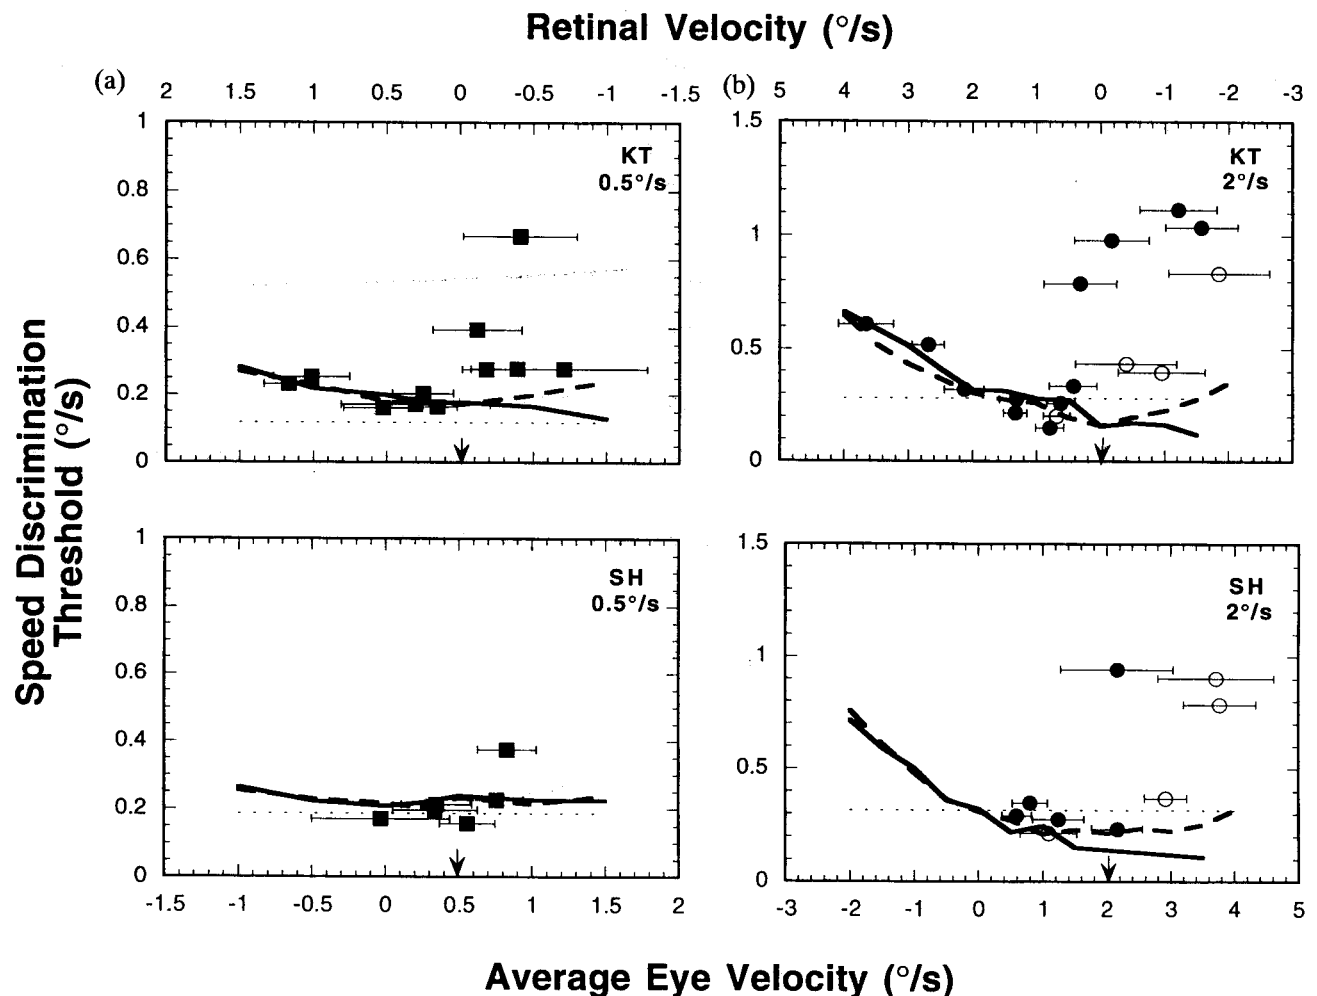 Retinal Velocity (°/s)
(a) 2 1.5 1 0.5 0 -0.5 -1 -1.5
(b) 5 4 3 2 1 0 -1 -2 -3
1
0.8
0.6
0.4
0.2
0
KT
0.5°/s
1.5
1
0.5
0
KT
2°/s
Speed Discrimination
Threshold (°/s)
1
0.8
0.6
0.4
0.2
0
SH
0.5°/s
-1.5 -1 -0.5 0 0.5 1 1.5 2
1.5
1
0.5
0
SH
2°/s
-3 -2 -1 0 1 2 3 4 5
Average Eye Velocity (°/s)